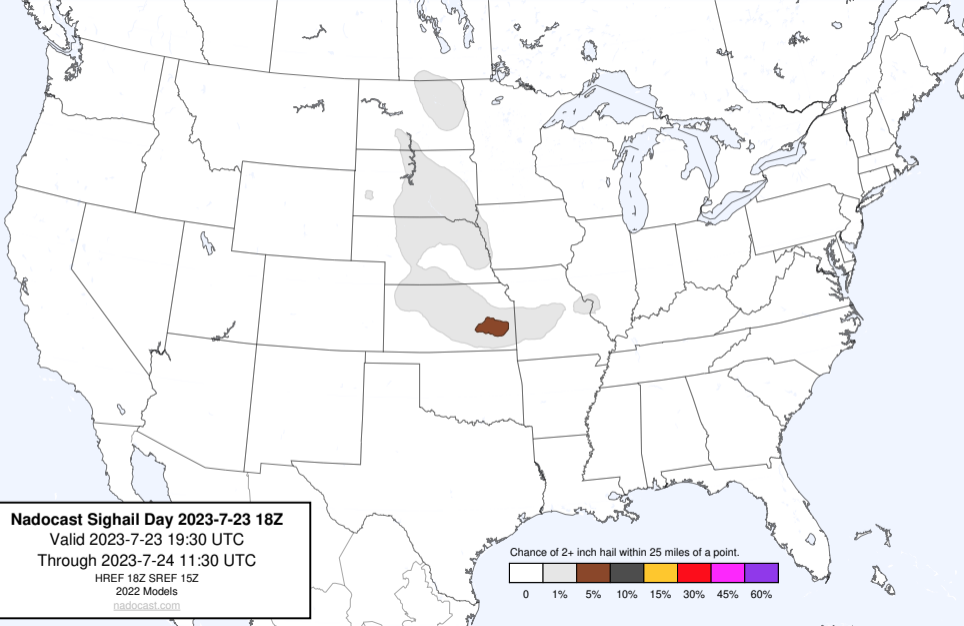 Nadocast Sighail Day 2023-7-23 18Z
Valid 2023-7-23 19:30 UTC
Through 2023-7-24 11:30 UTC
HREF 18Z SREF 15Z
2022 Models
nadocast.com
Chance of 2+ inch hail within 25 miles of a point.
0 1% 5% 10% 15% 30% 45% 60%